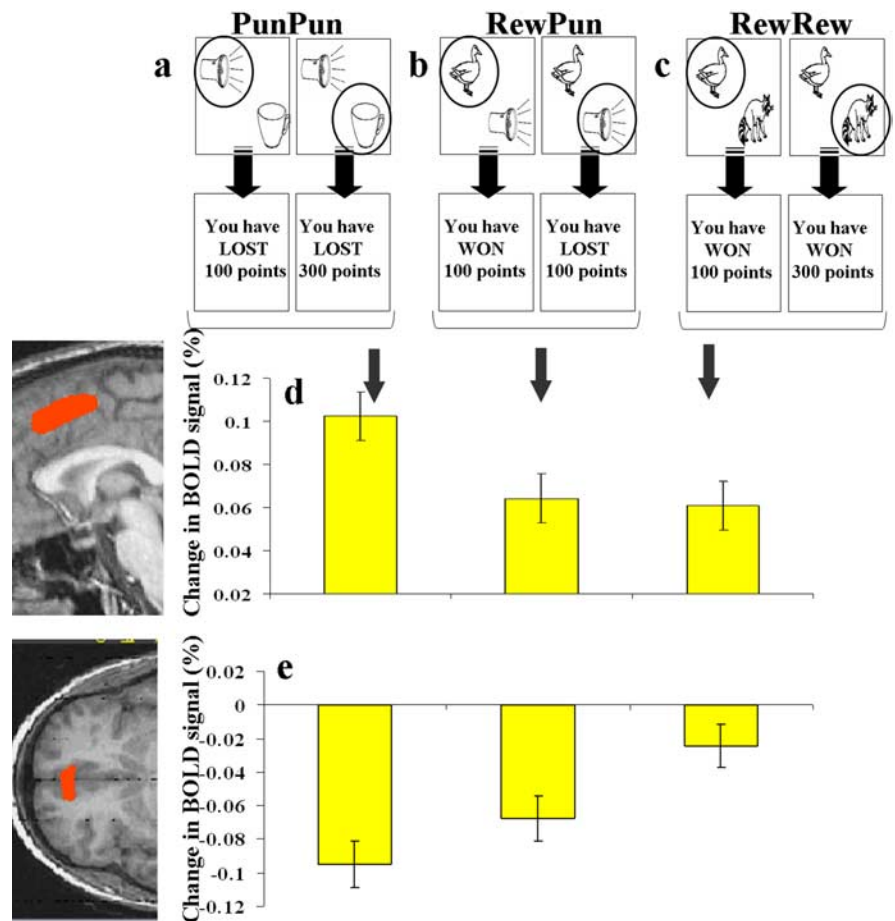 PunPun RewPun RewRew
a b c
You have LOST 100 points
You have LOST 300 points
You have WON 100 points
You have LOST 100 points
You have WON 100 points
You have WON 300 points
Change in BOLD signal (%)
d
0.12
0.1
0.08
0.06
0.04
0.02
Change in BOLD signal (%)
e
0.02
0
-0.02
-0.04
-0.06
-0.08
-0.1
-0.12